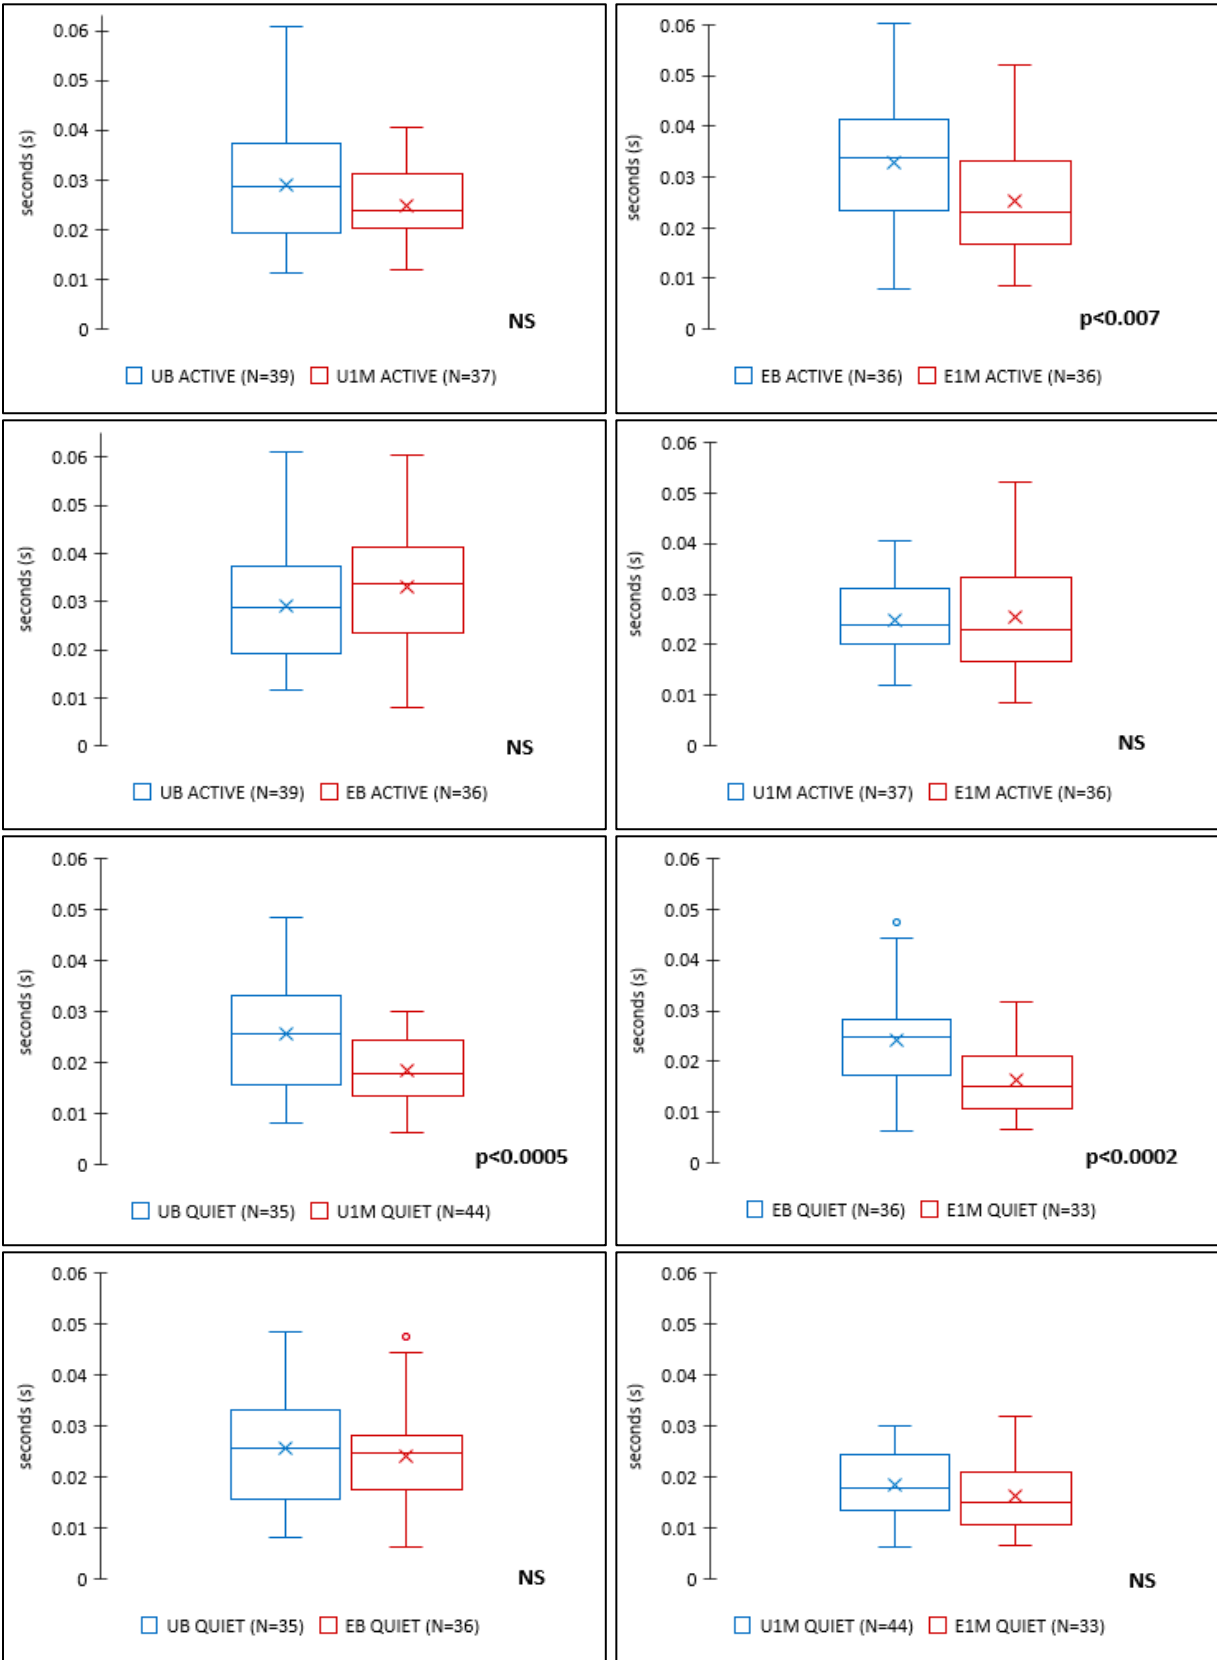 0.06
0.05
0.04
0.03
0.02
0.01
0
seconds (s)
NS
UB ACTIVE (N=39) U1M ACTIVE (N=37)
0.06
0.05
0.04
0.03
0.02
0.01
0
seconds (s)
p<0.007
EB ACTIVE (N=36) E1M ACTIVE (N=36)
0.06
0.05
0.04
0.03
0.02
0.01
0
seconds (s)
NS
UB ACTIVE (N=39) EB ACTIVE (N=36)
0.06
0.05
0.04
0.03
0.02
0.01
0
seconds (s)
NS
U1M ACTIVE (N=37) E1M ACTIVE (N=36)
0.06
0.05
0.04
0.03
0.02
0.01
0
seconds (s)
p<0.0005
UB QUIET (N=35) U1M QUIET (N=44)
0.06
0.05
0.04
0.03
0.02
0.01
0
seconds (s)
p<0.0002
EB QUIET (N=36) E1M QUIET (N=33)
0.06
0.05
0.04
0.03
0.02
0.01
0
seconds (s)
NS
UB QUIET (N=35) EB QUIET (N=36)
0.06
0.05
0.04
0.03
0.02
0.01
0
seconds (s)
NS
U1M QUIET (N=44) E1M QUIET (N=33)